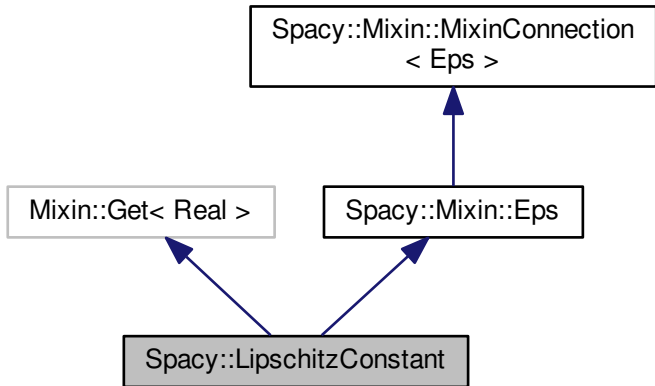 Spacy::Mixin::MixinConnection
< Eps >
Mixin::Get< Real >
Spacy::Mixin::Eps
Spacy::LipschitzConstant